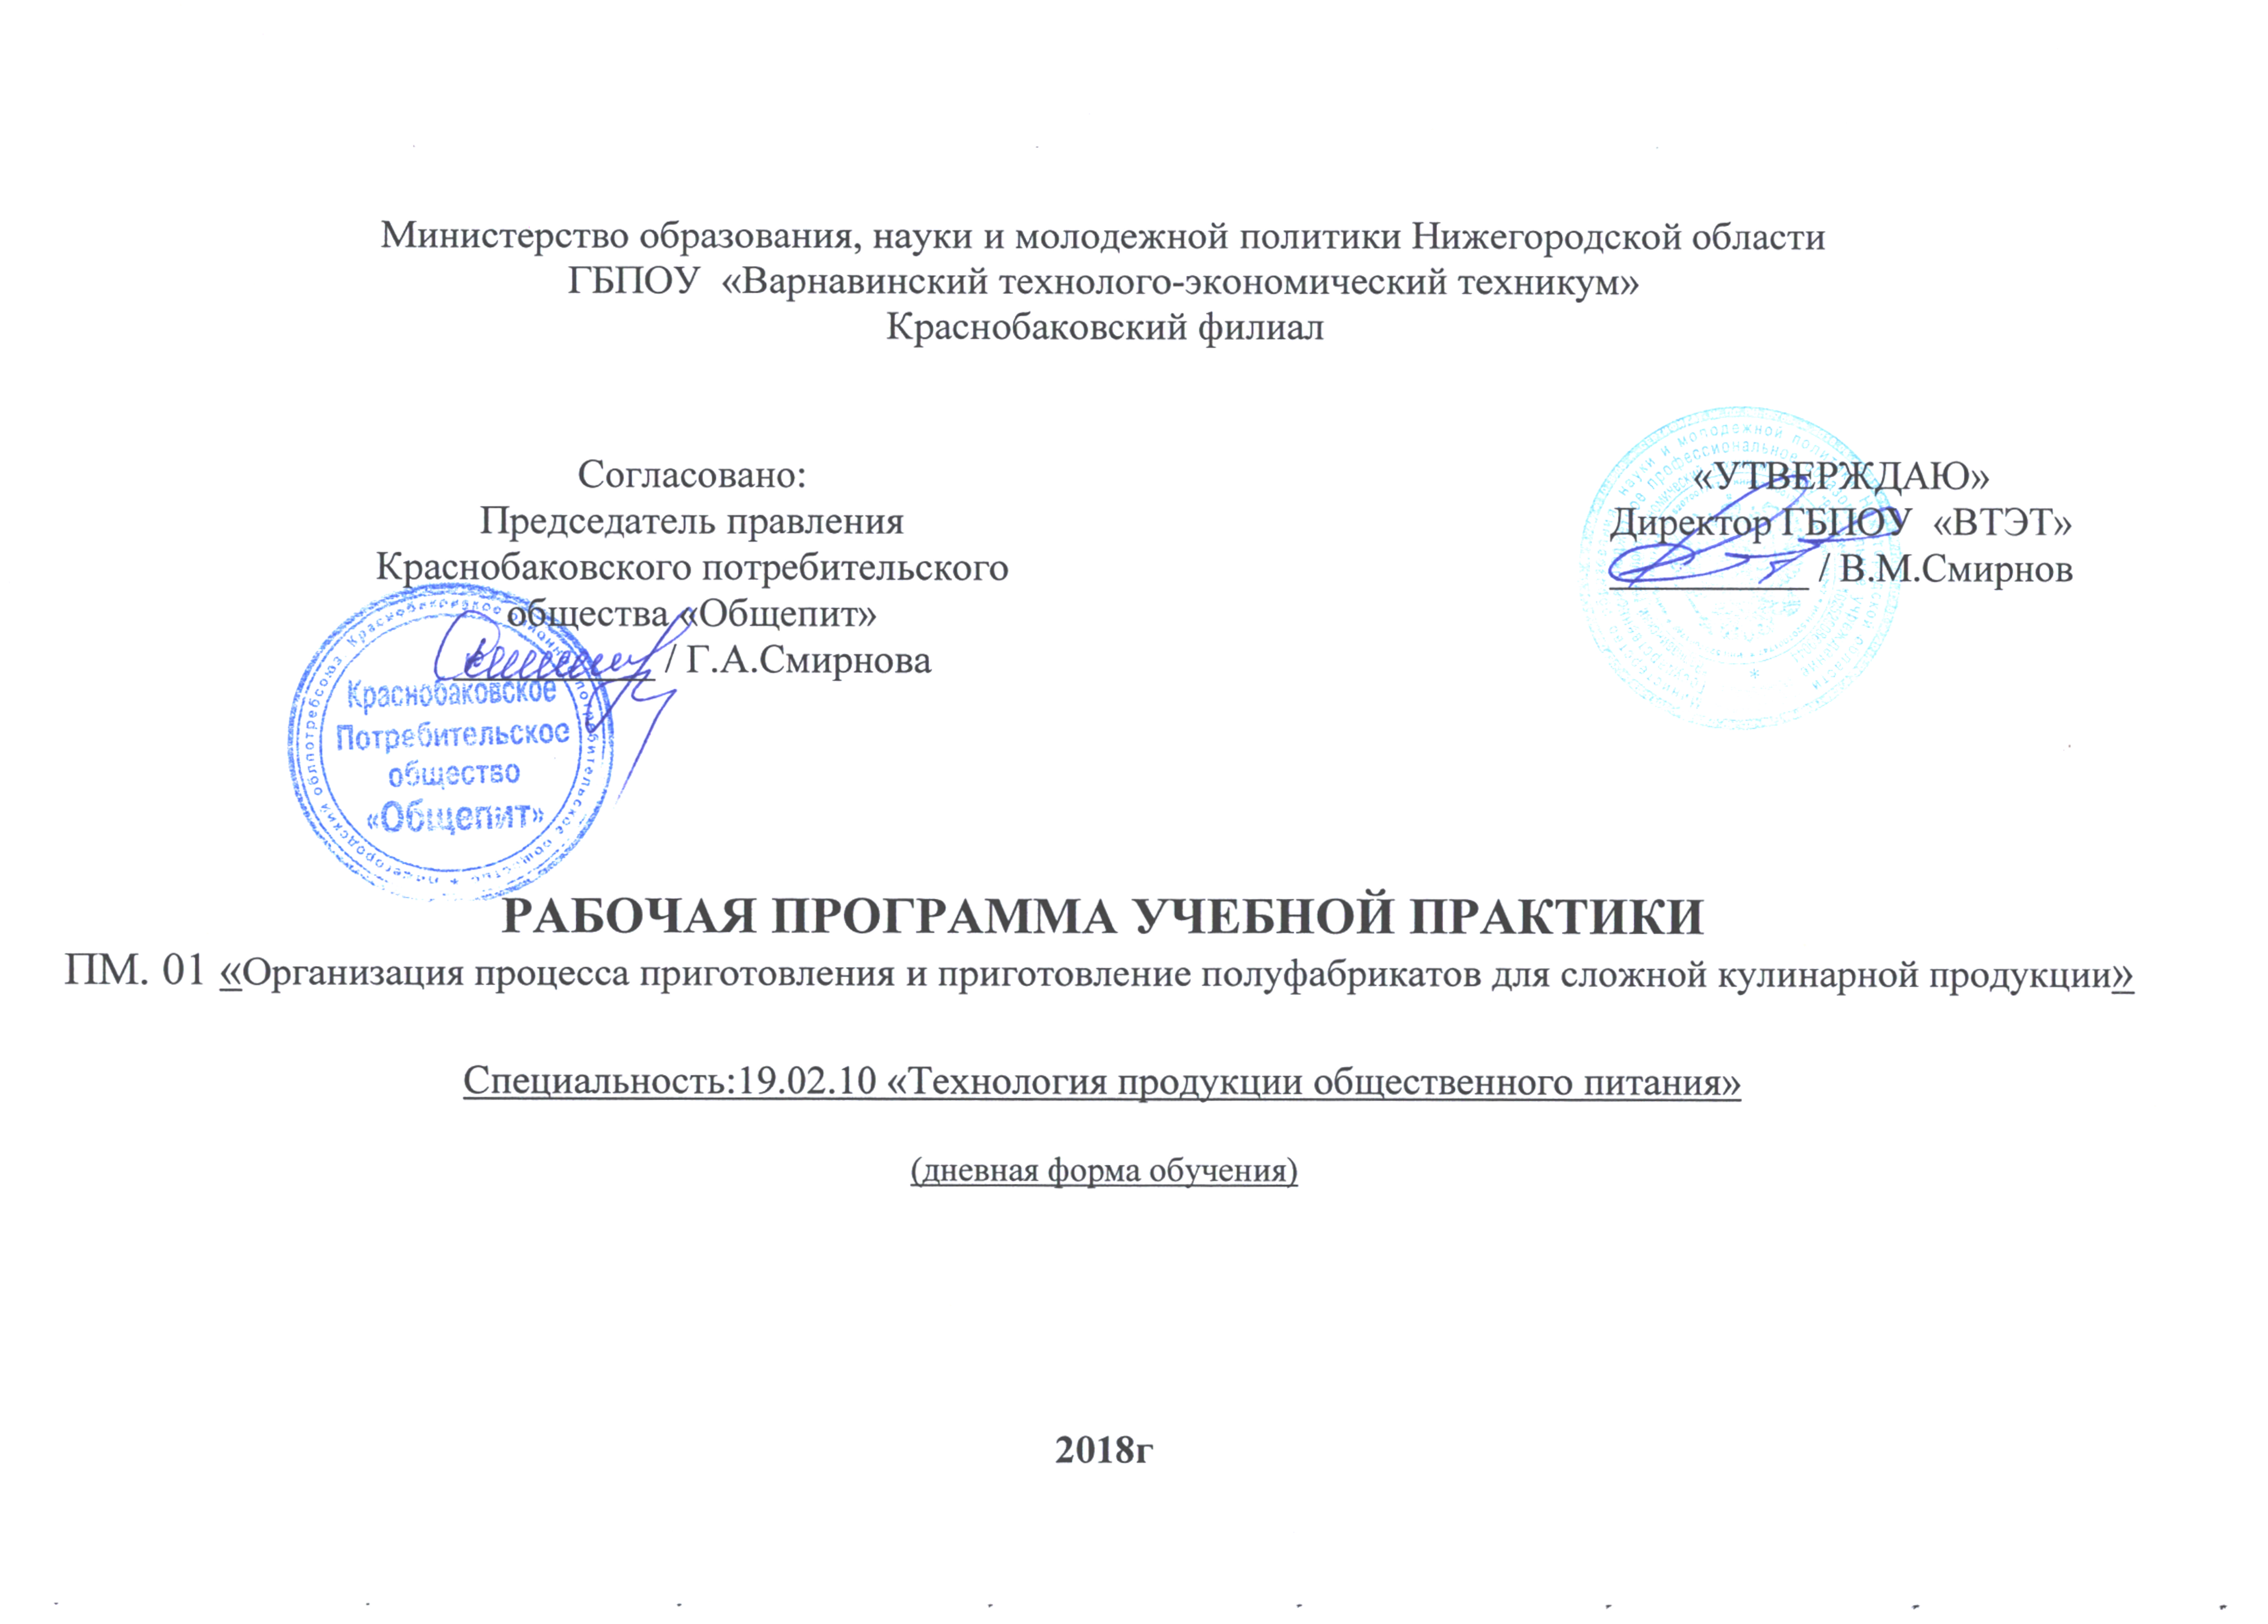 Министерство образования, науки и молодежной политики Нижегородской области
ГБПОУ «Варнавинский технолого-экономический техникум»
Краснобаковский филиал
Согласовано:
Председатель правления
Краснобаковского потребительского
общества «Общепит»
/ Г.А.Смирнова
Краснобаковское
Потребительское
общество
«Общепит»
«УТВЕРЖДАЮ»
Директор ГБПОУ «ВТЭТ»
/ В.М.Смирнов
РАБОЧАЯ ПРОГРАММА УЧЕБНОЙ ПРАКТИКИ
ПМ. 01 «Организация процесса приготовления и приготовление полуфабрикатов для сложной кулинарной продукции»
Специальность:19.02.10 «Технология продукции общественного питания»
(дневная форма обучения)
2018г